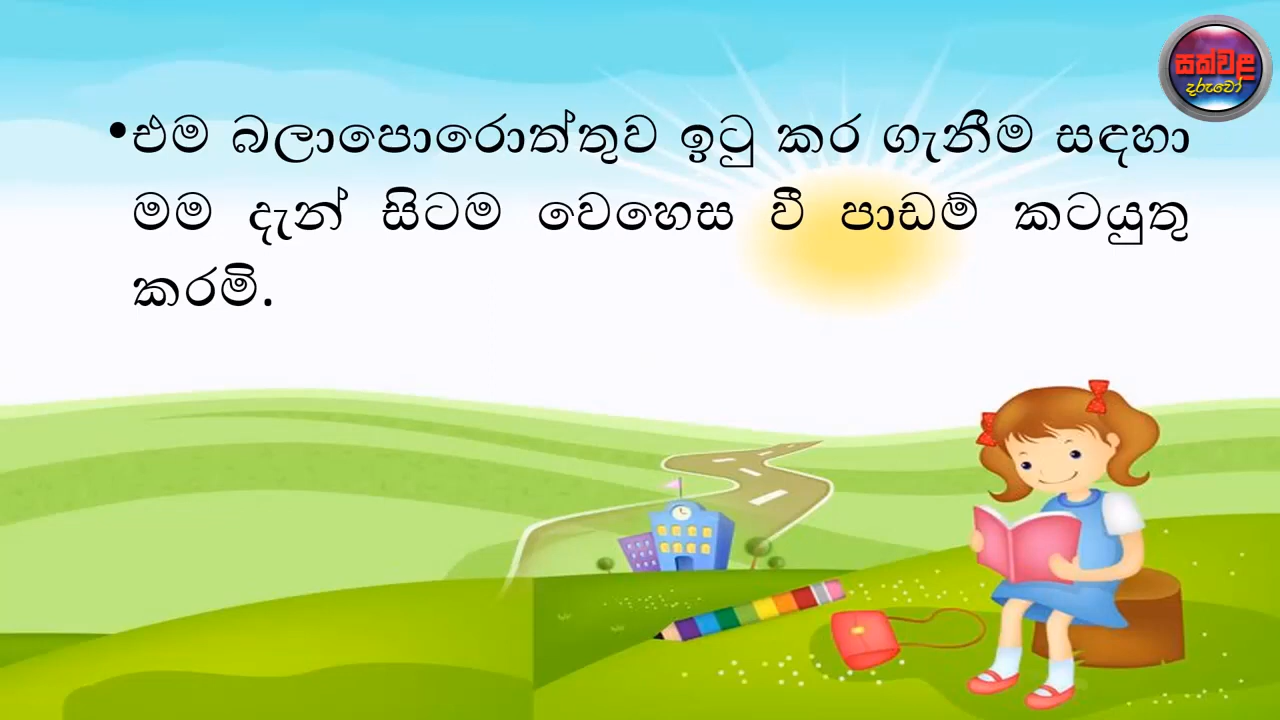 සක්වළ
දරුවෝ
•එම බලාපොරොත්තුව ඉටු කර ගැනීම සඳහා
මම දැන් සිටම වෙහෙස වී පාඩම් කටයුතු
කරමි.